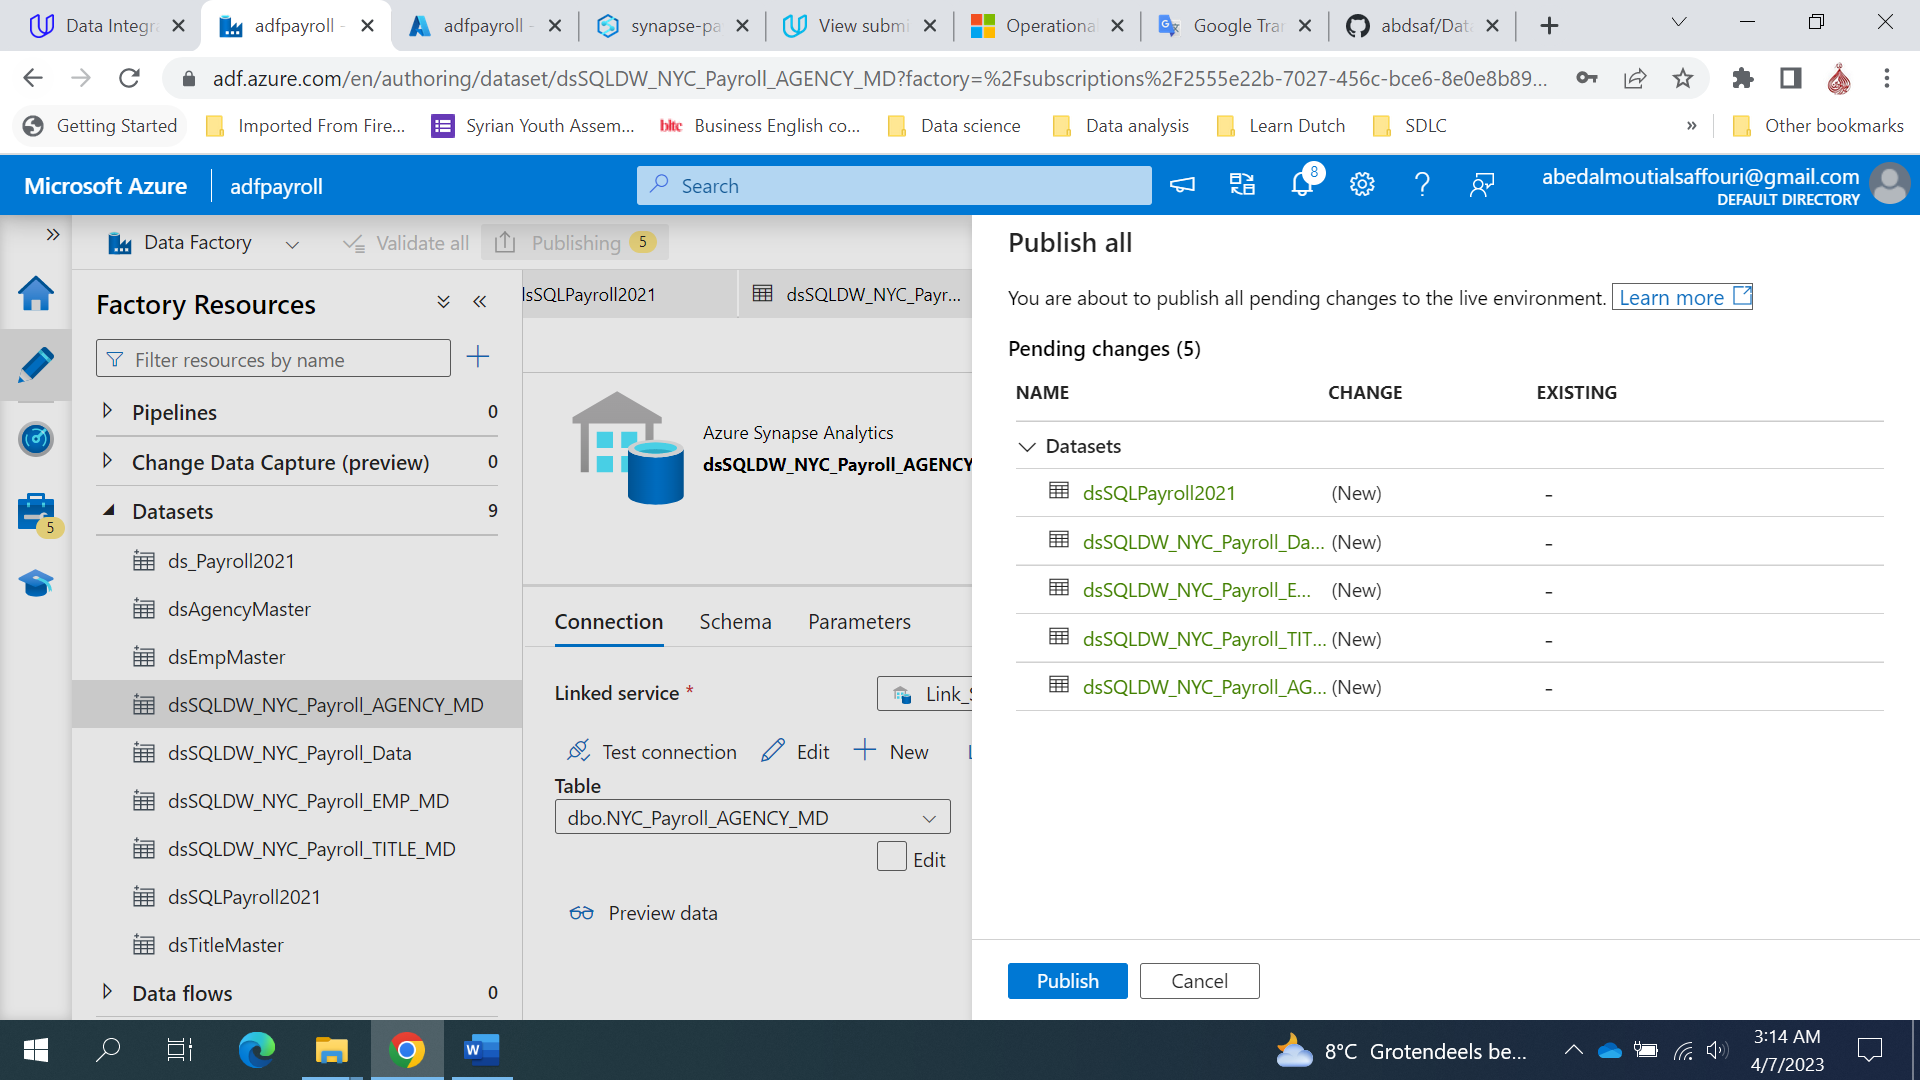 Data Integra
adfpayroll -
adfpayroll -
synapse-pa
View submi
Operational
Google Tran
abdsaf/Data
adf.azure.com/en/authoring/dataset/dsSQLDW_NYC_Payroll_AGENCY_MD?factory=%2Fsubscriptions%2F2555e22b-7027-456c-bce6-8e0e8b89...
Getting Started
Imported From Fire...
Syrian Youth Assem...
bitc Business English co...
Data science
Data analysis
Learn Dutch
SDLC
»
Other bookmarks
Microsoft Azure
adfpayroll
Search
8
abedalmoutialsaffouri@gmail.com
DEFAULT DIRECTORY
Data Factory
Validate all
Publishing 5
Factory Resources
Filter resources by name
Pipelines 0
Change Data Capture (preview) 0
Datasets 9
5
ds_Payroll2021
dsAgencyMaster
dsEmpMaster
dsSQLDW_NYC_Payroll_AGENCY_MD
dsSQLDW_NYC_Payroll_Data
dsSQLDW_NYC_Payroll_EMP_MD
dsSQLDW_NYC_Payroll_TITLE_MD
dsSQLPayroll2021
dsTitleMaster
Data flows 0
lsSQLPayroll2021
dsSQLDW_NYC_Payr...
Azure Synapse Analytics
dsSQLDW_NYC_Payroll_AGENCY
Connection
Schema
Parameters
Linked service *
Link_S
Test connection
Edit
New
Table
dbo.NYC_Payroll_AGENCY_MD
Edit
Preview data
Publish all
You are about to publish all pending changes to the live environment. Learn more
Pending changes (5)
NAME CHANGE EXISTING
Datasets
dsSQLPayroll2021 (New) -
dsSQLDW_NYC_Payroll_Da... (New) -
dsSQLDW_NYC_Payroll_E... (New) -
dsSQLDW_NYC_Payroll_TIT... (New) -
dsSQLDW_NYC_Payroll_AG... (New) -
Publish
Cancel
8°C Grotendeels be...
3:14 AM
4/7/2023